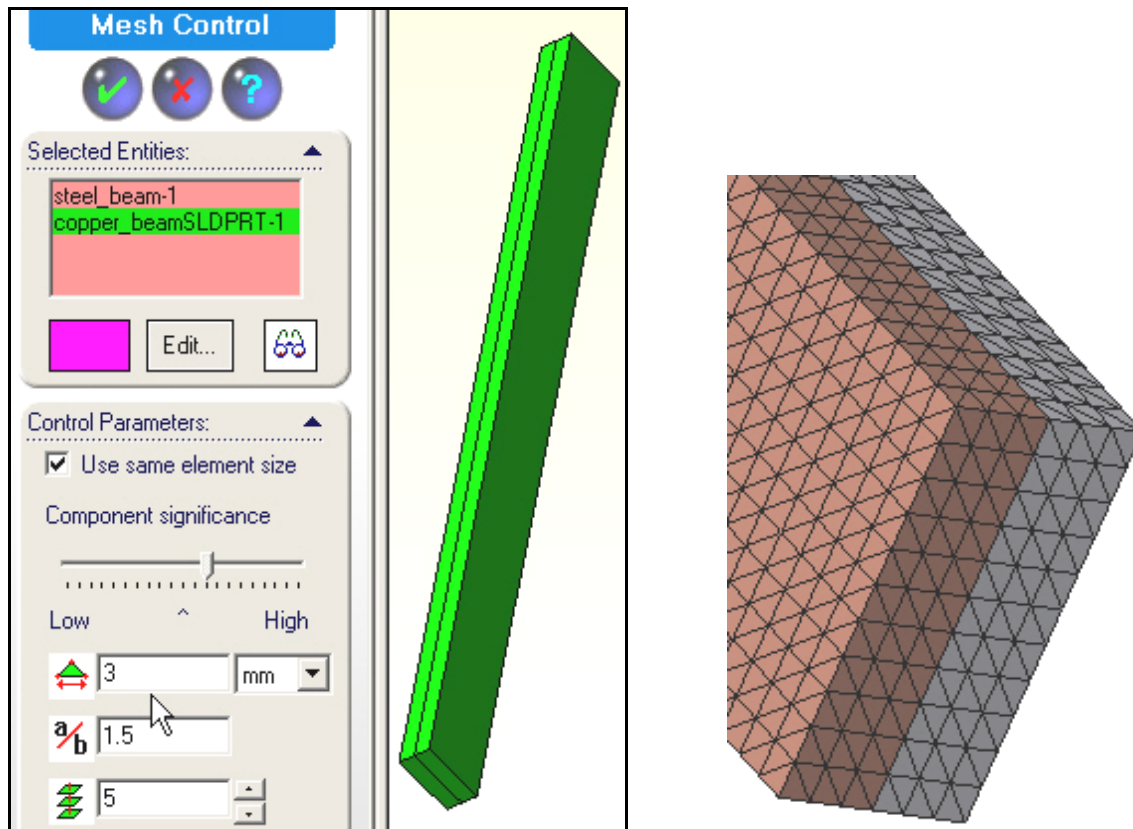 Mesh Control
?
Selected Entities:
steel_beam-1
copper_beamSLDPRT-1
Edit...
Control Parameters:
Use same element size
Component significance
Low ^ High
3 mm
a/b 1.5
5